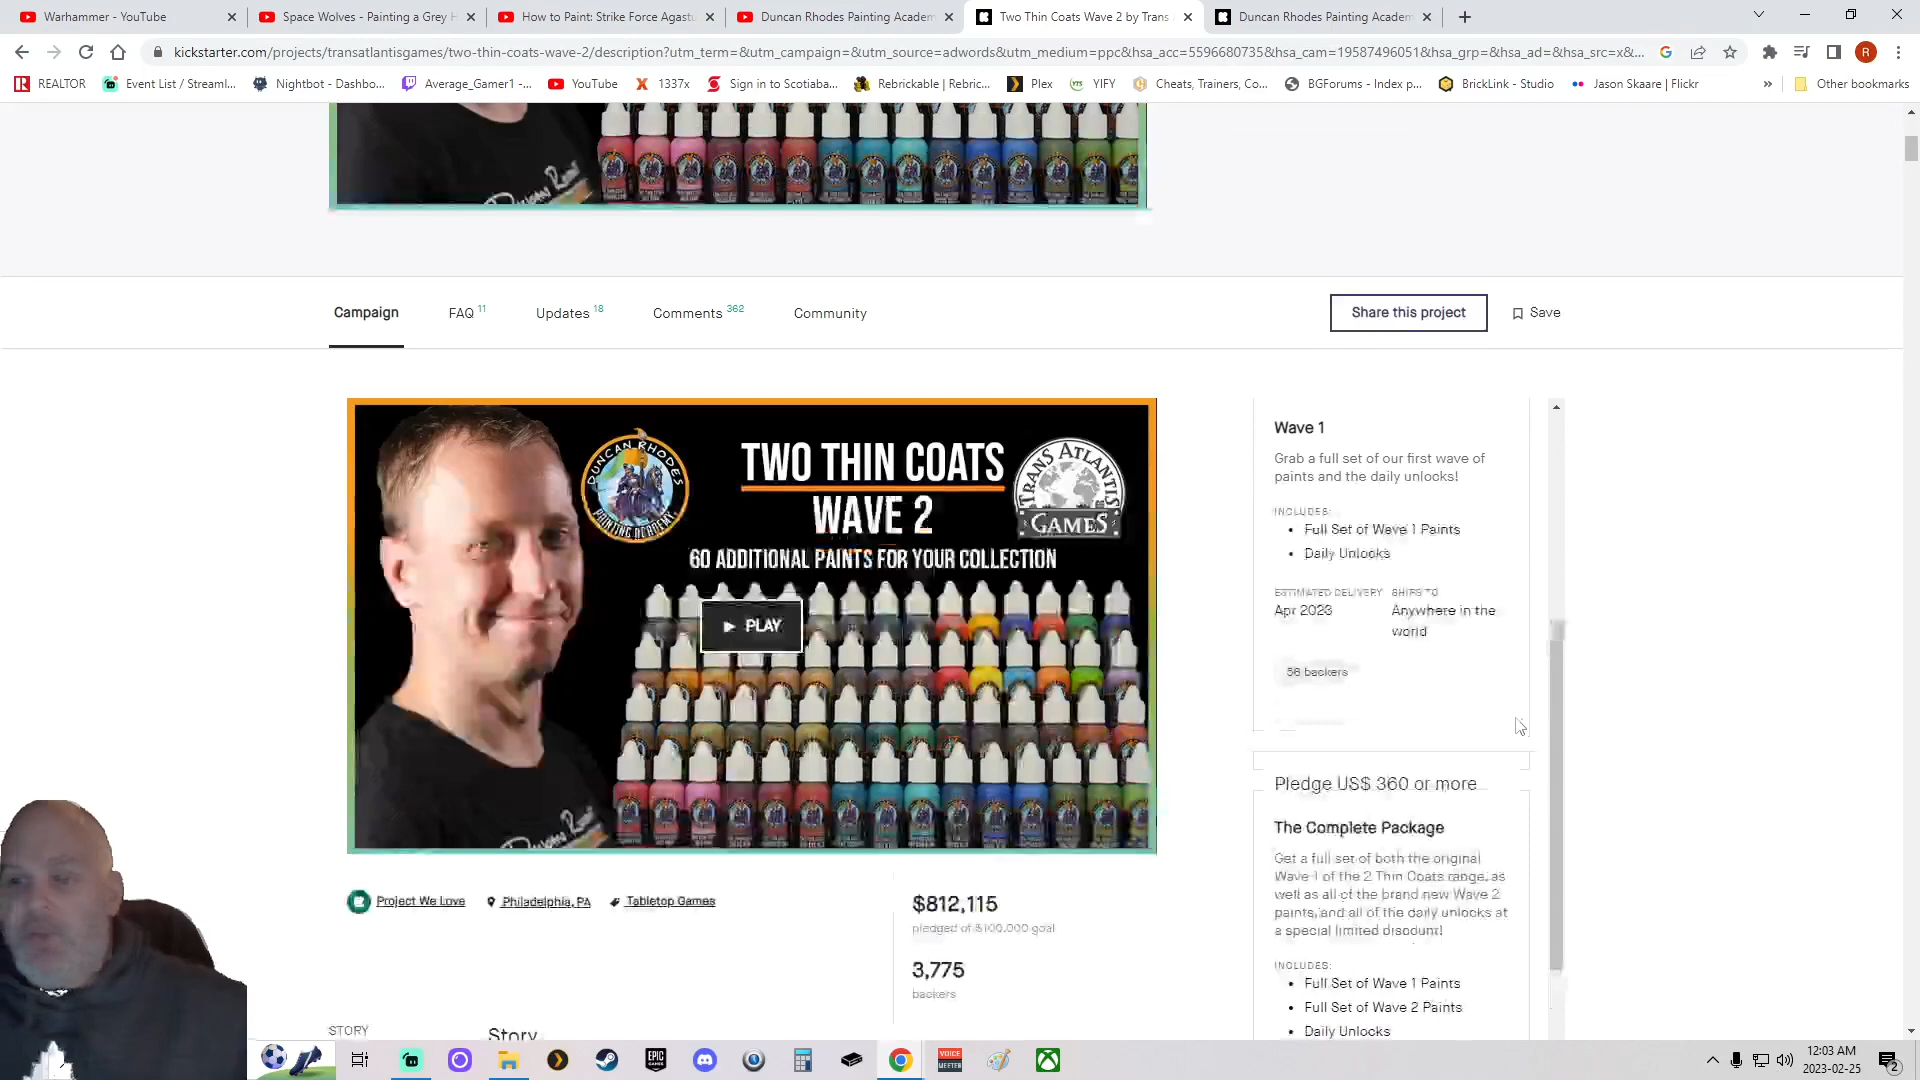 Warhammer - YouTube
Space Wolves - Painting a Grey H
How to Paint: Strike Force Agastu
Duncan Rhodes Painting Academ
Two Thin Coats Wave 2 by Trans
Duncan Rhodes Painting Academ
kickstarter.com/projects/transatlantisgames/two-thin-coats-wave-2/description?utm_term=&utm_campaign=&utm_source=adwords&utm_medium=ppc&hsa_acc=5596680735&hsa_cam=19587496051&hsa_grp=&hsa_ad=&hsa_src=x&...
R
REALTOR
Event List / Streaml...
Nightbot - Dashbo...
Average_Gamer1 -...
YouTube
1337x
Sign in to Scotiaba...
Rebrickable | Rebric...
Plex
YIFY
Cheats, Trainers, Co...
BGForums - Index p...
BrickLink - Studio
Jason Skaare / Flickr
»
Other bookmarks
Campaign
FAQ 11
Updates 18
Comments 362
Community
Share this project
Save
DUNCAN RHODES
PAINTING ACADEMY
TWO THIN COATS
WAVE 2
TRANS ATLANTIS
GAMES
60 ADDITIONAL PAINTS FOR YOUR COLLECTION
PLAY
Project We Love
Philadelphia, PA
Tabletop Games
$812,115
pledged of $100,000 goal
3,775
backers
STORY
Story
Wave 1
Grab a full set of our first wave of
paints and the daily unlocks!
INCLUDES:
• Full Set of Wave 1 Paints
• Daily Unlocks
ESTIMATED DELIVERY
SHIPS TO
Apr 2023
Anywhere in the
world
56 backers
Pledge US$ 360 or more
The Complete Package
Get a full set of both the original
Wave 1 of the 2 Thin Coats range, as
well as all of the brand new Wave 2
paints, and all of the daily unlocks at
a special limited discount!
INCLUDES:
• Full Set of Wave 1 Paints
• Full Set of Wave 2 Paints
• Daily Unlocks
EPIC
GAMES
VOICE
MEETER
12:03 AM
2023-02-25
2